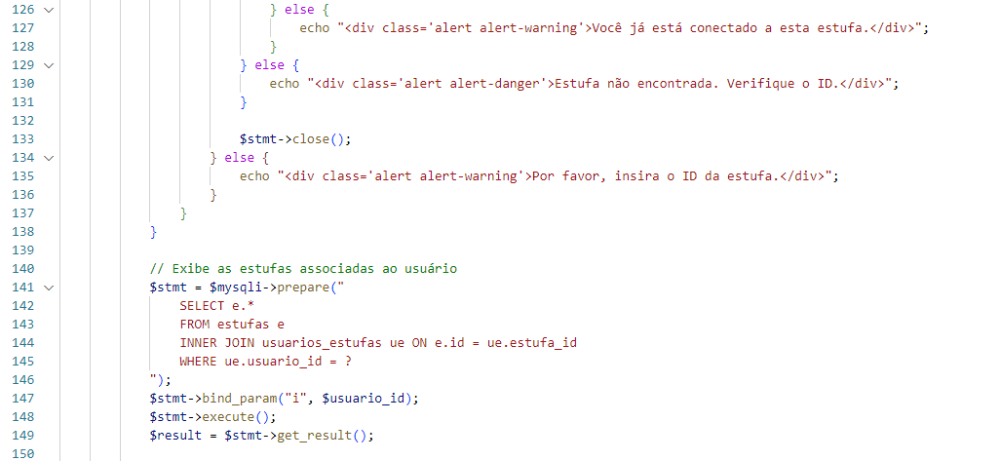 126 } else {
127 echo "<div class='alert alert-warning'>Você já está conectado a esta estufa.</div>";
128 }
129 } else {
130 echo "<div class='alert alert-danger'>Estufa não encontrada. Verifique o ID.</div>";
131 }
132
133 $stmt->close();
134 } else {
135 echo "<div class='alert alert-warning'>Por favor, insira o ID da estufa.</div>";
136 }
137 }
138 }
139
140 // Exibe as estufas associadas ao usuário
141 $stmt = $mysqli->prepare("
142 SELECT e.*
143 FROM estufas e
144 INNER JOIN usuarios_estufas ue ON e.id = ue.estufa_id
145 WHERE ue.usuario_id = ?
146 ");
147 $stmt->bind_param("i", $usuario_id);
148 $stmt->execute();
149 $result = $stmt->get_result();
150